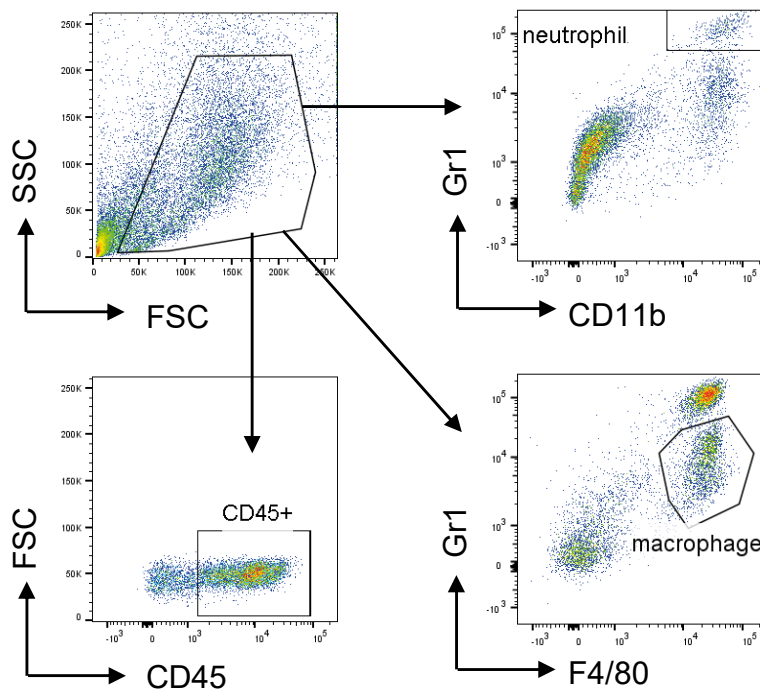 250K
200K
150K
100K
50K
0
0 50K 100K 150K 200K 250K
SSC
FSC
neutrophil
10^5
10^4
10^3
0
-10^3
-10^3 0 10^3 10^4 10^5
Gr1
CD11b
250K
200K
150K
100K
50K
0
CD45+
-10^3 0 10^3 10^4 10^5
FSC
CD45
10^5
10^4
10^3
0
-10^3
macrophage
-10^3 0 10^3 10^4 10^5
Gr1
F4/80